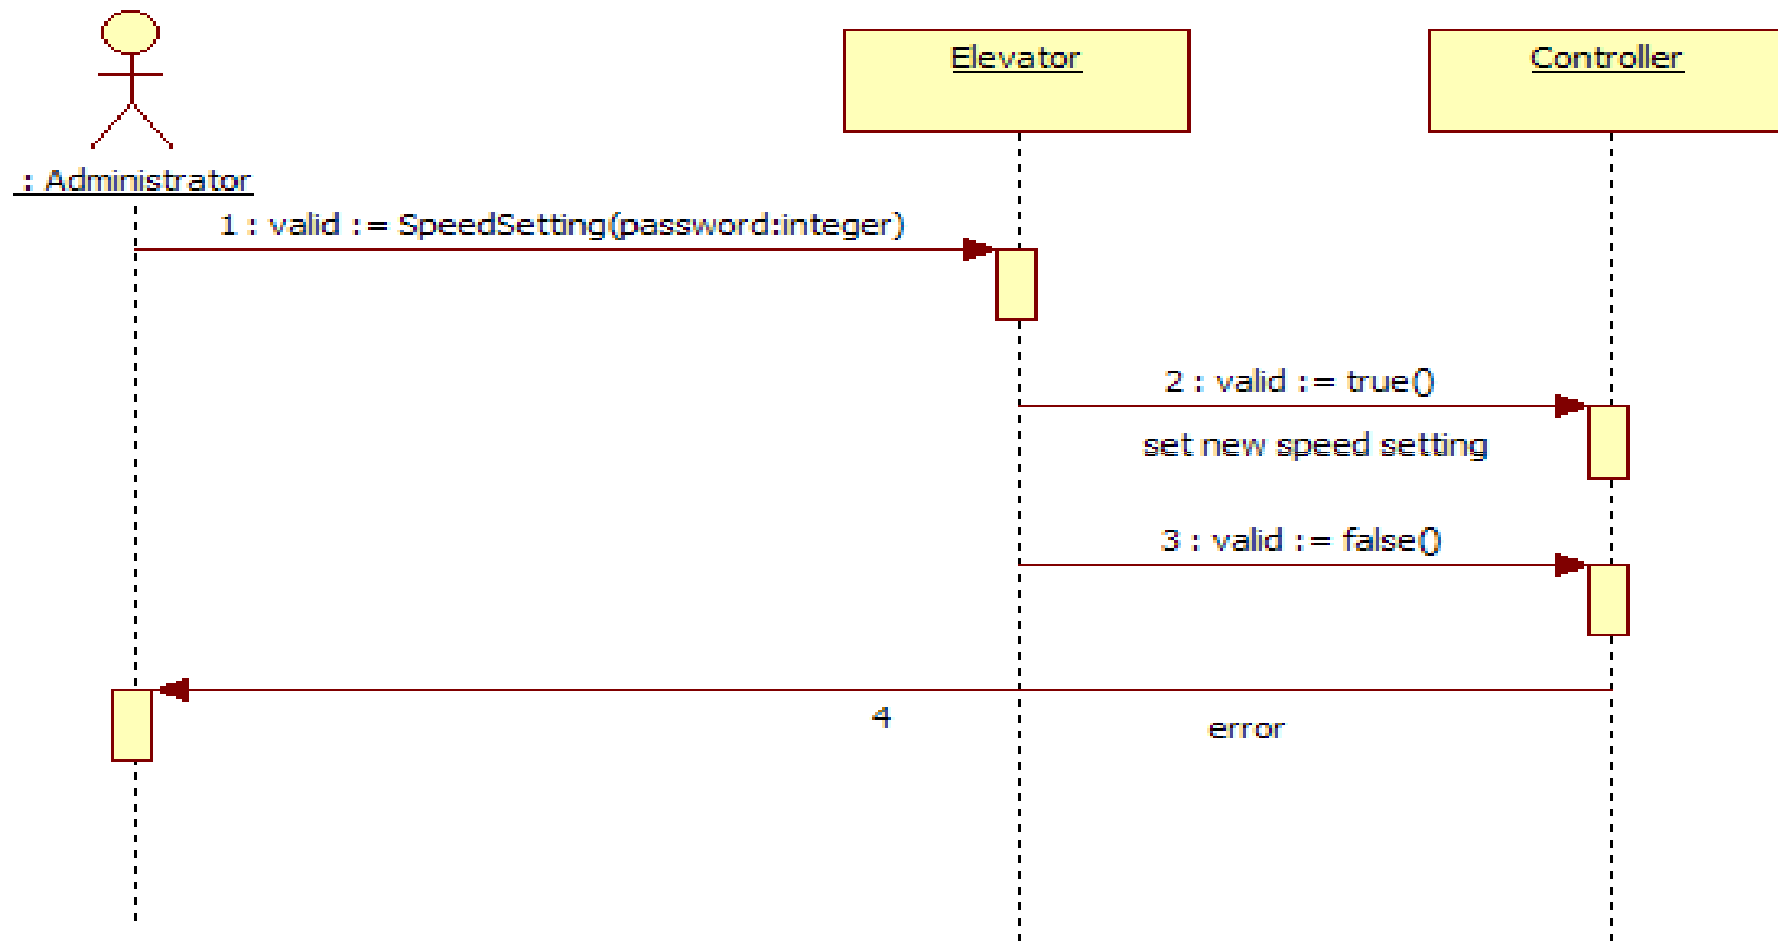 Elevator
Controller
: Administrator
1 : valid := SpeedSetting(password:integer)
2 : valid := true()
set new speed setting
3 : valid := false()
4
error